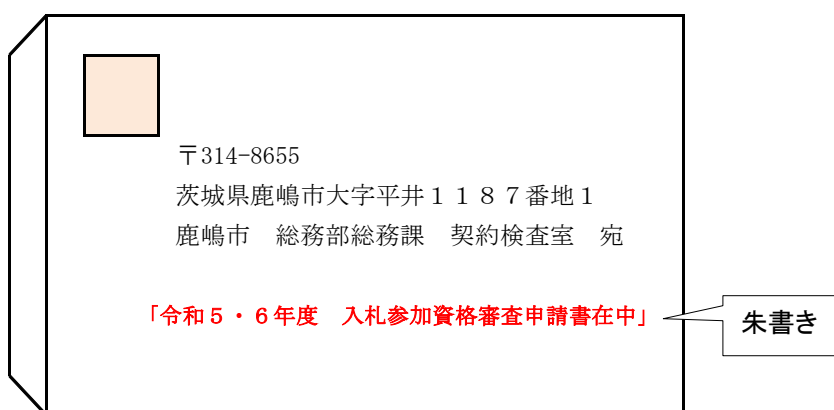 〒314-8655
茨城県鹿嶋市大字平井１１８７番地１
鹿嶋市　総務部総務課　契約検査室　宛
「令和５・６年度　入札参加資格審査申請書在中」
朱書き